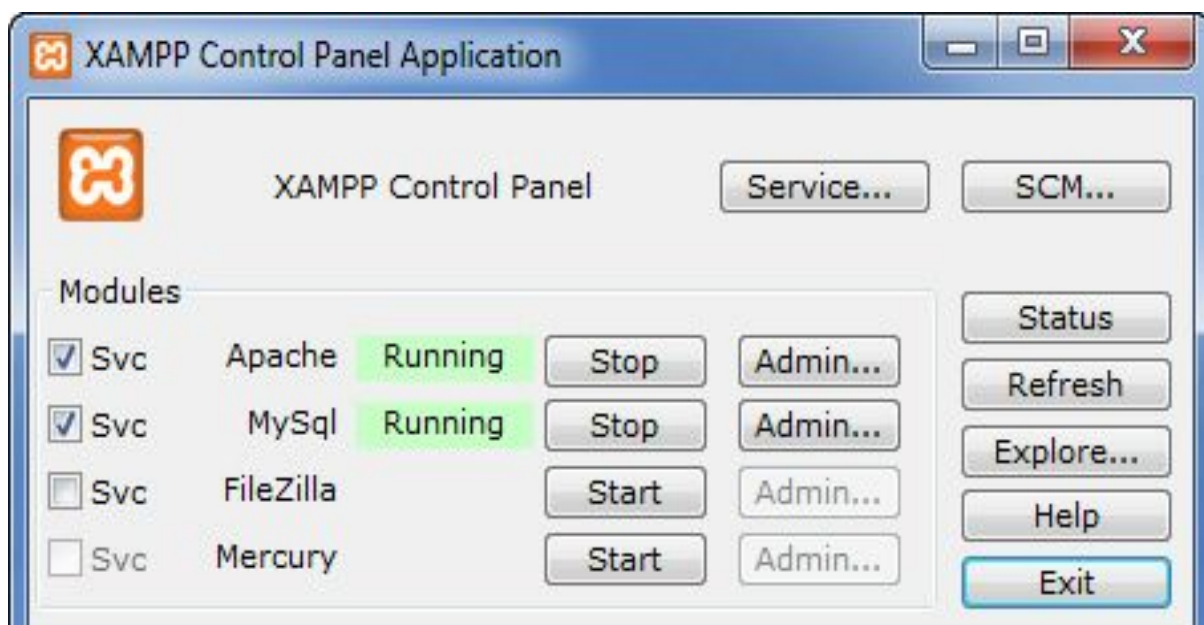 XAMPP Control Panel Application
XAMPP Control Panel Service... SCM...
Modules
Svc Apache Running Stop Admin...
Svc MySql Running Stop Admin...
Svc FileZilla Start Admin...
Svc Mercury Start Admin...
Status
Refresh
Explore...
Help
Exit